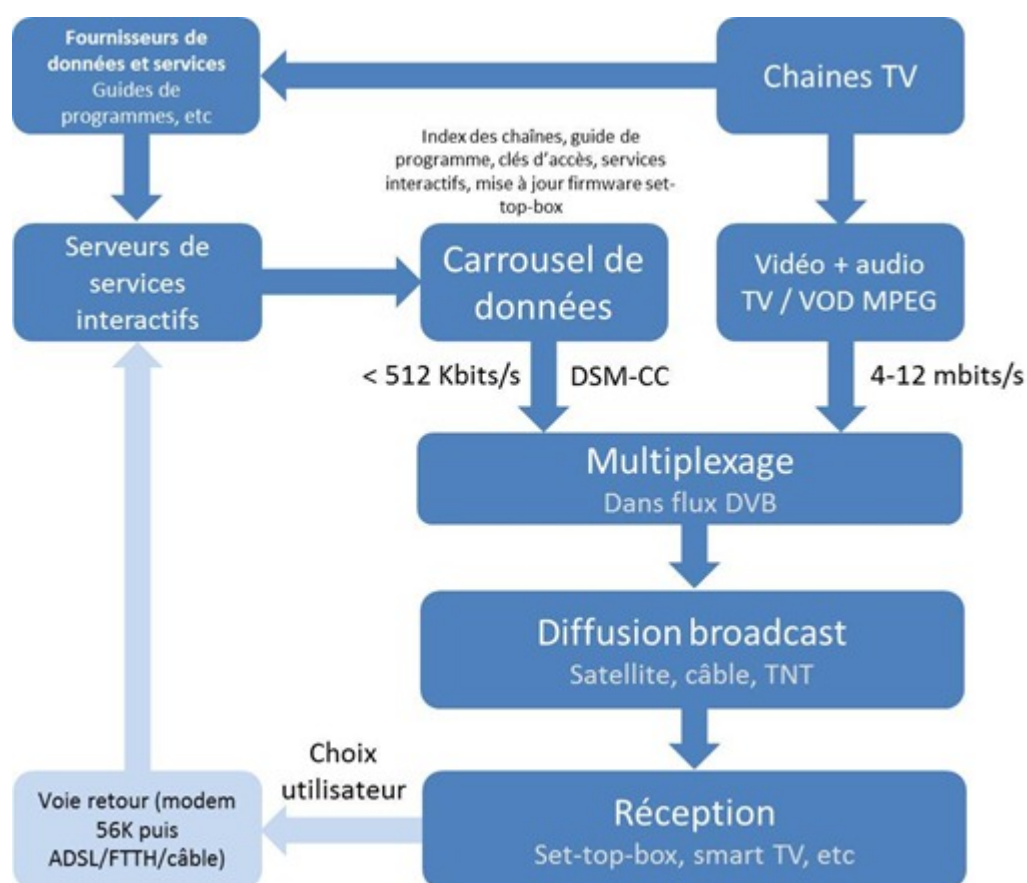 Fournisseurs de
données et services
Guides de
programmes, etc
Chaines TV
Index des chaînes, guide de
programme, clés d'accès, services
interactifs, mise à jour firmware set-
top-box
Serveurs de
services
interactifs
Carrousel de
données
Vidéo + audio
TV / VOD MPEG
< 512 Kbits/s
DSM-CC
4-12 mbits/s
Multiplexage
Dans flux DVB
Diffusion broadcast
Satellite, câble, TNT
Choix
utilisateur
Voie retour (modem
56K puis
ADSL/FTTH/câble)
Réception
Set-top-box, smart TV, etc